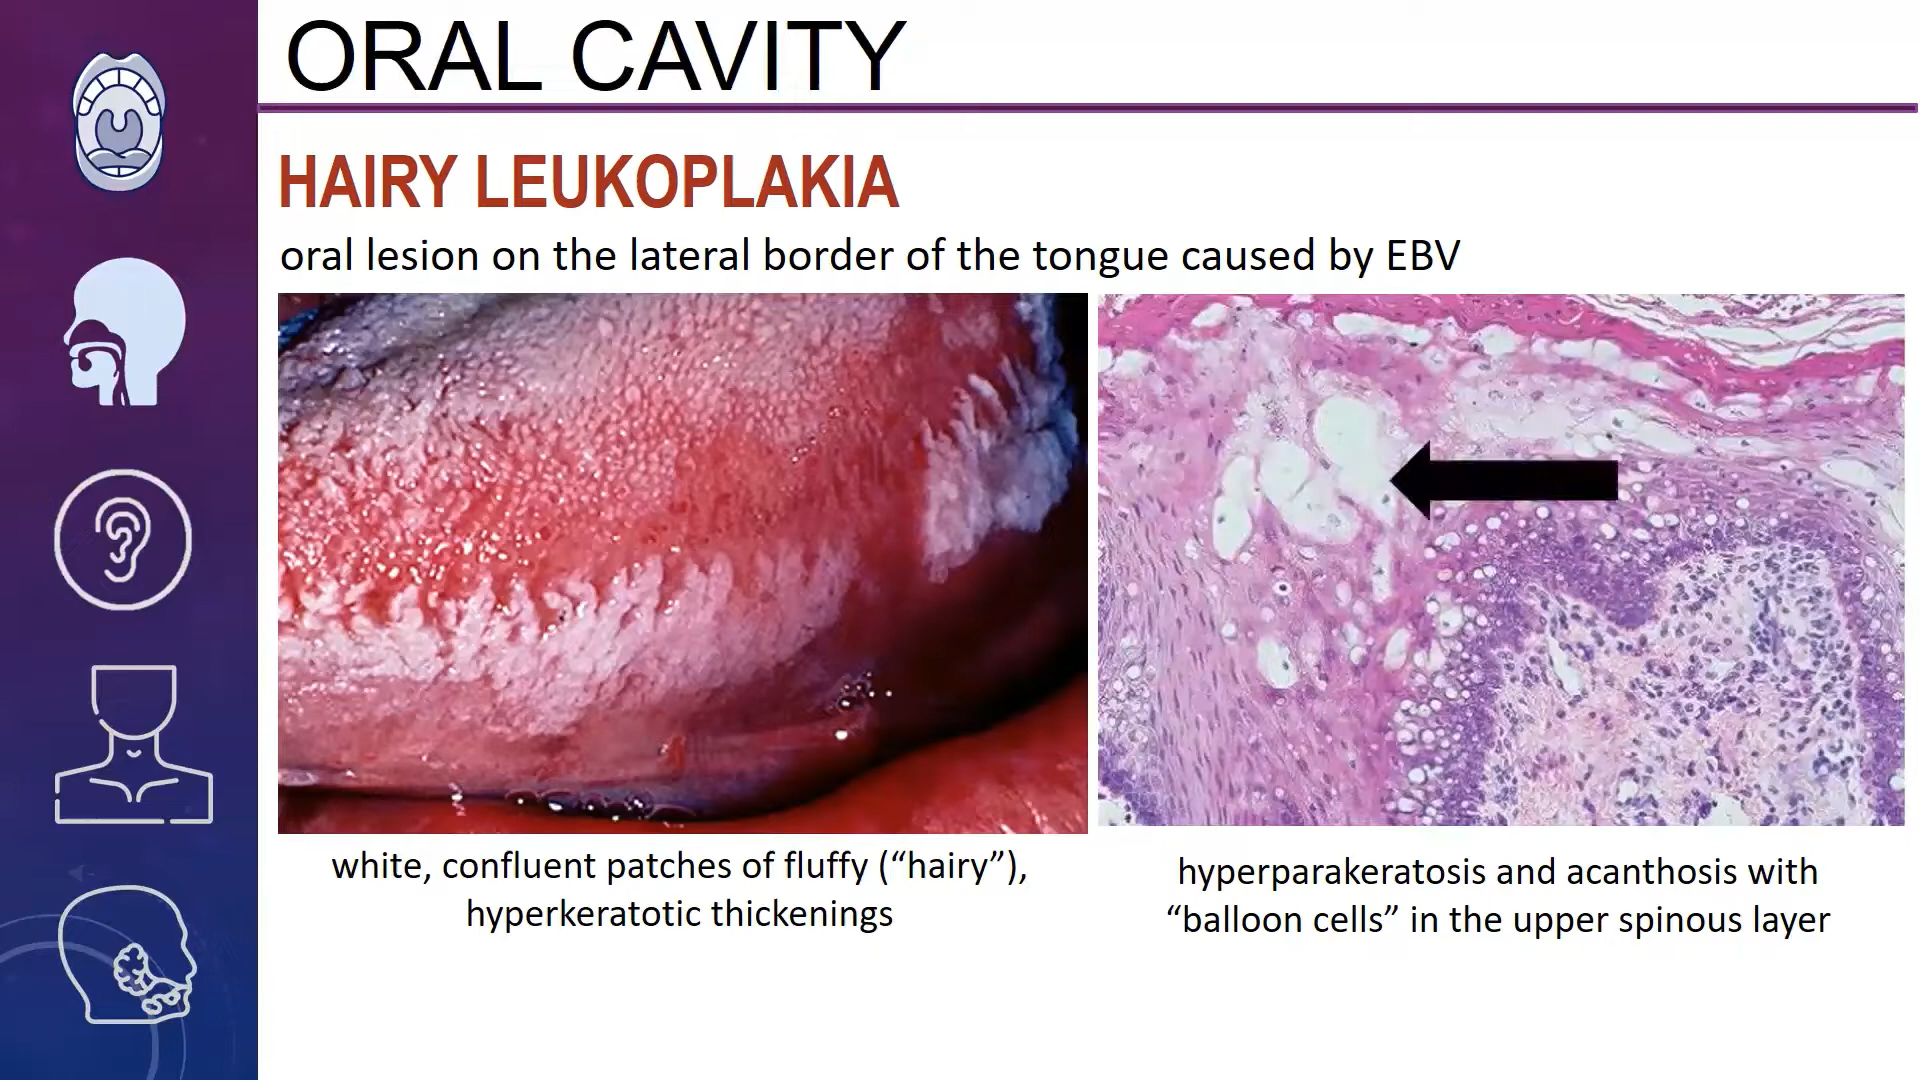 ORAL CAVITY
HAIRY LEUKOPLAKIA
oral lesion on the lateral border of the tongue caused by EBV
white, confluent patches of fluffy (“hairy”),
hyperkeratotic thickenings
hyperparakeratosis and acanthosis with
“balloon cells” in the upper spinous layer